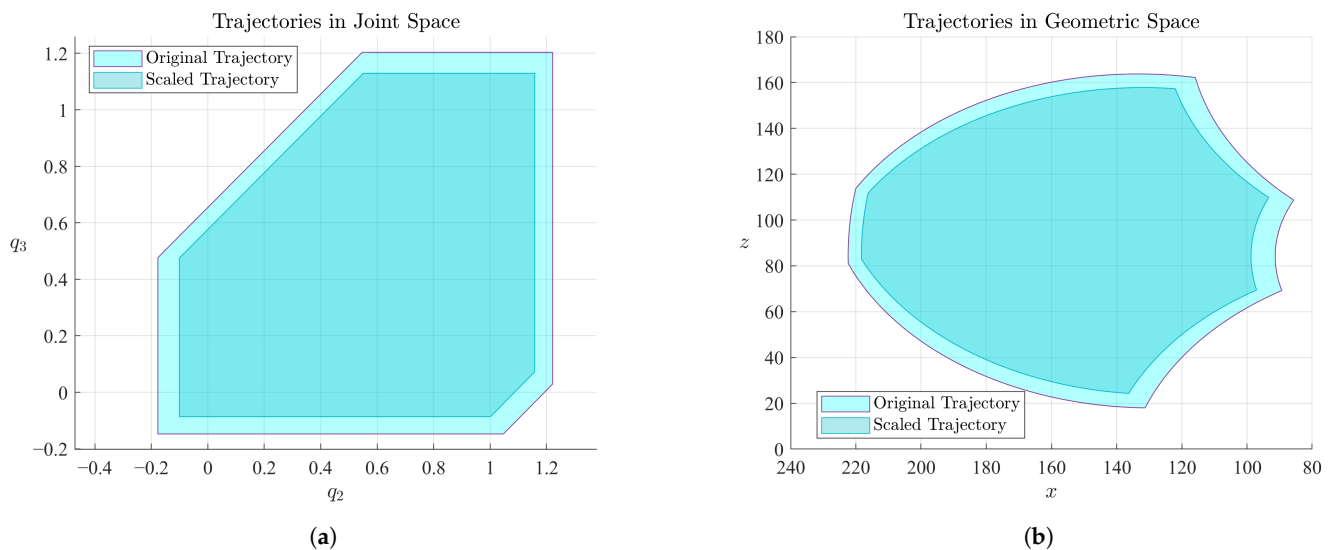 Trajectories in Joint Space
1.2
1
0.8
0.6
0.4
0.2
0
−0.2
q3
Original Trajectory
Scaled Trajectory
−0.4 −0.2 0 0.2 0.4 0.6 0.8 1 1.2
q2
(a)
Trajectories in Geometric Space
180
160
140
120
100
80
60
40
20
0
z
Original Trajectory
Scaled Trajectory
240 220 200 180 160 140 120 100 80
x
(b)